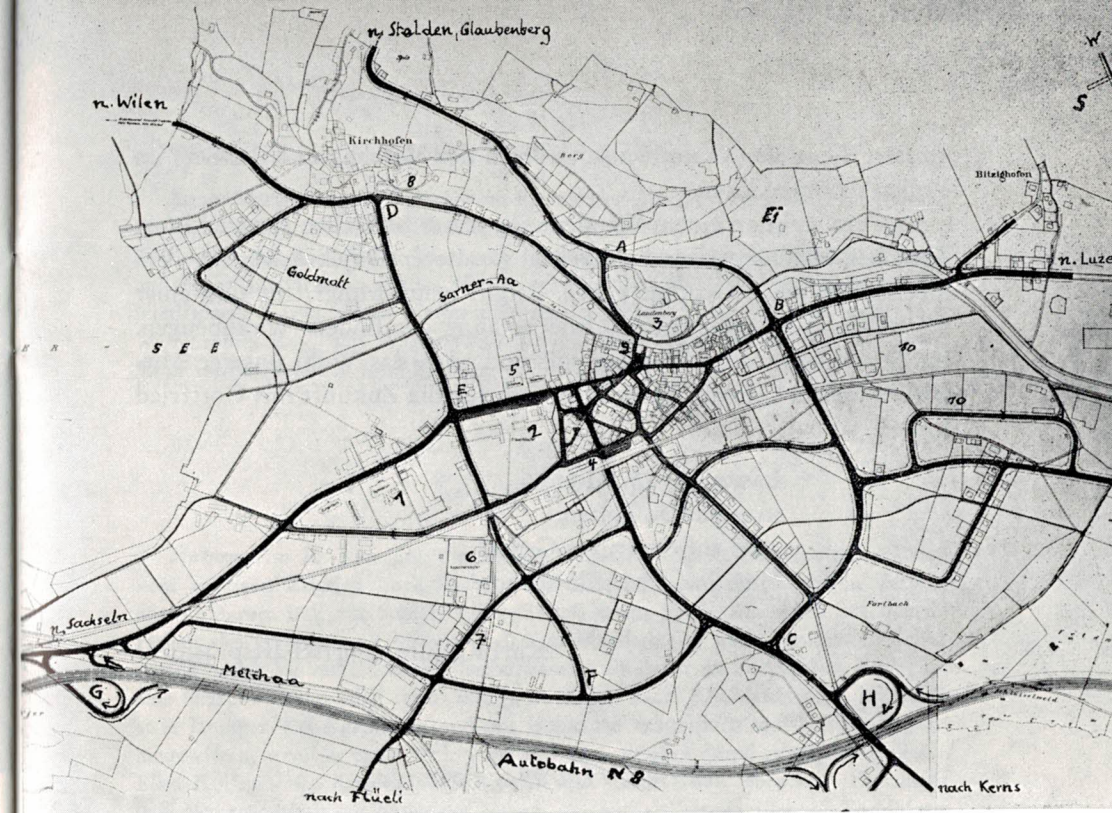 n. Stalden, Glaubenberg
W
S
n. Wilen
Kirchhofen
Berg
8
Bitzighofen
D
Ei
A
n. Luze
Goldmatt
Sarner-Aa
B
Landenberg
3
S E E
9
10
5
E
10
2
4
1
6
Forlbach
n. Sachseln
7
C
Melchaa
F
G
H
Autobahn N 8
nach Flüeli
nach Kerns